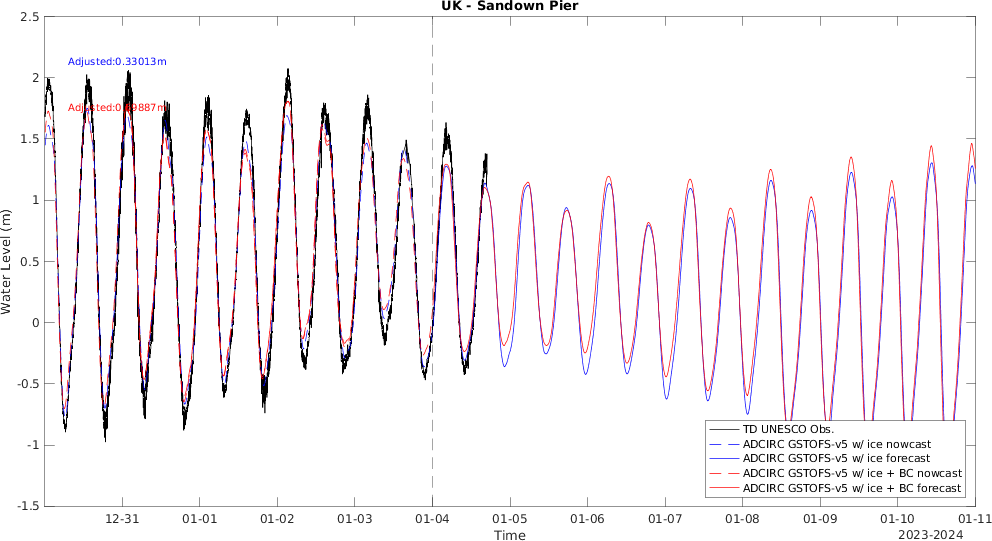 UK - Sandown Pier
2.5
2
1.5
1
0.5
0
-0.5
-1
-1.5
Water Level (m)
Adjusted:0.33013m
TD UNESCO Obs.
ADCIRC GSTOFS-v5 w/ ice nowcast
ADCIRC GSTOFS-v5 w/ ice forecast
ADCIRC GSTOFS-v5 w/ ice + BC nowcast
ADCIRC GSTOFS-v5 w/ ice + BC forecast
12-31 01-01 01-02 01-03 01-04 01-05 01-06 01-07 01-08 01-09 01-10 01-11
Time
2023-2024